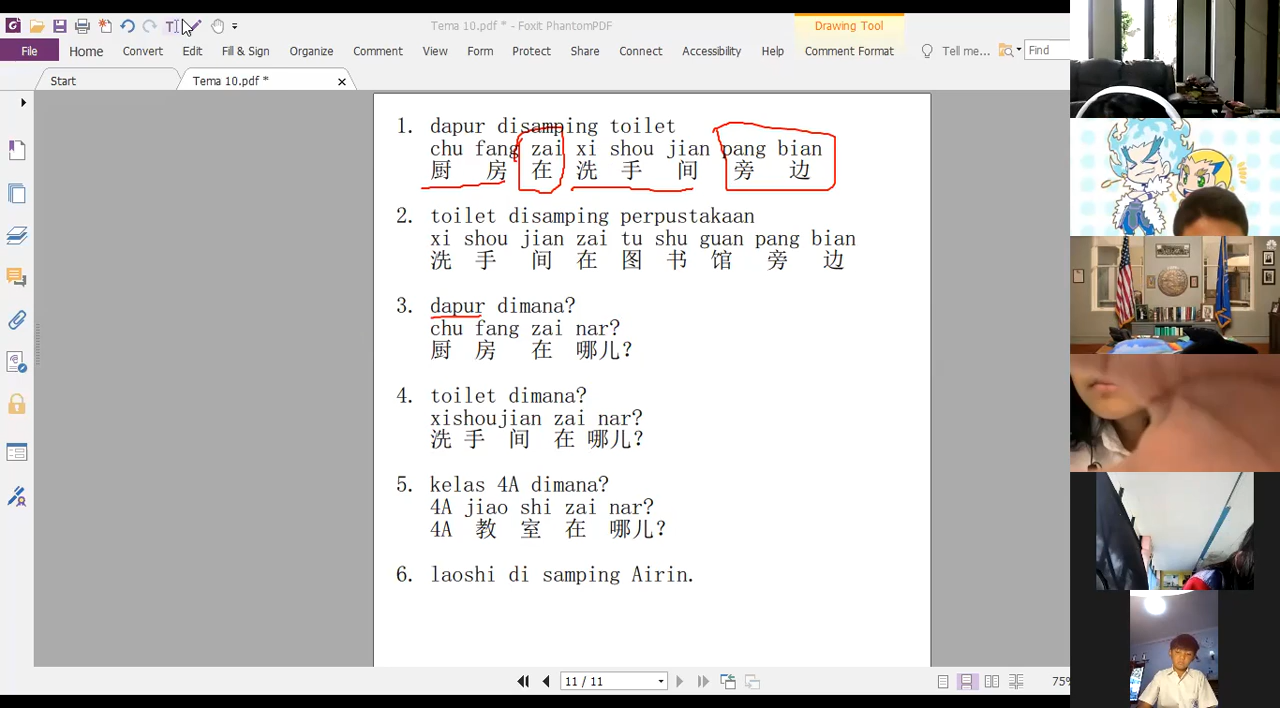 Tema 10.pdf * - Foxit PhantomPDF
Drawing Tool
File Home Convert Edit Fill & Sign Organize Comment View Form Protect Share Connect Accessibility Help Comment Format Tell me... Find
Start Tema 10.pdf *
1. dapur disamping toilet
chu fang zai xi shou jian pang bian
厨 房 在 洗 手 间 旁 边
2. toilet disamping perpustakaan
xi shou jian zai tu shu guan pang bian
洗 手 间 在 图 书 馆 旁 边
3. dapur dimana?
chu fang zai nar?
厨 房 在 哪儿?
4. toilet dimana?
xishoujian zai nar?
洗 手 间 在 哪儿?
5. kelas 4A dimana?
4A jiao shi zai nar?
4A 教 室 在 哪儿?
6. laoshi di samping Airin.
11 / 11
75%